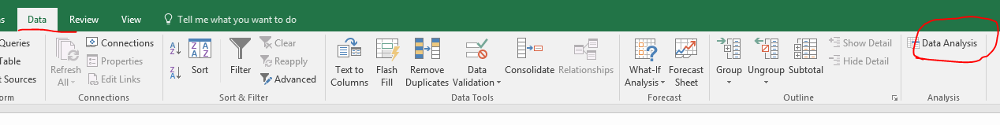 Data Review View Tell me what you want to do
Queries Connections Clear Show Detail Data Analysis
Table Properties Reapply Hide Detail
t Sources Edit Links Advanced
Refresh All Sort Filter Text to Columns Flash Fill Remove Duplicates Data Validation Consolidate Relationships What-If Analysis Forecast Sheet Group Ungroup Subtotal
Connections Sort & Filter Data Tools Forecast Outline Analysis